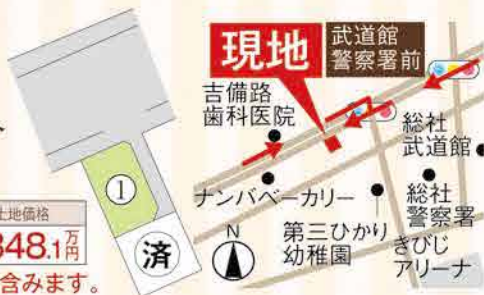 ①
済
土地価格
348.1万円
含みます。
現地
武道館
警察署前
吉備路
歯科医院
総社
武道館
ナンバベーカリー
N
第三ひかり
幼稚園
総社
警察署
きびじ
アリーナ